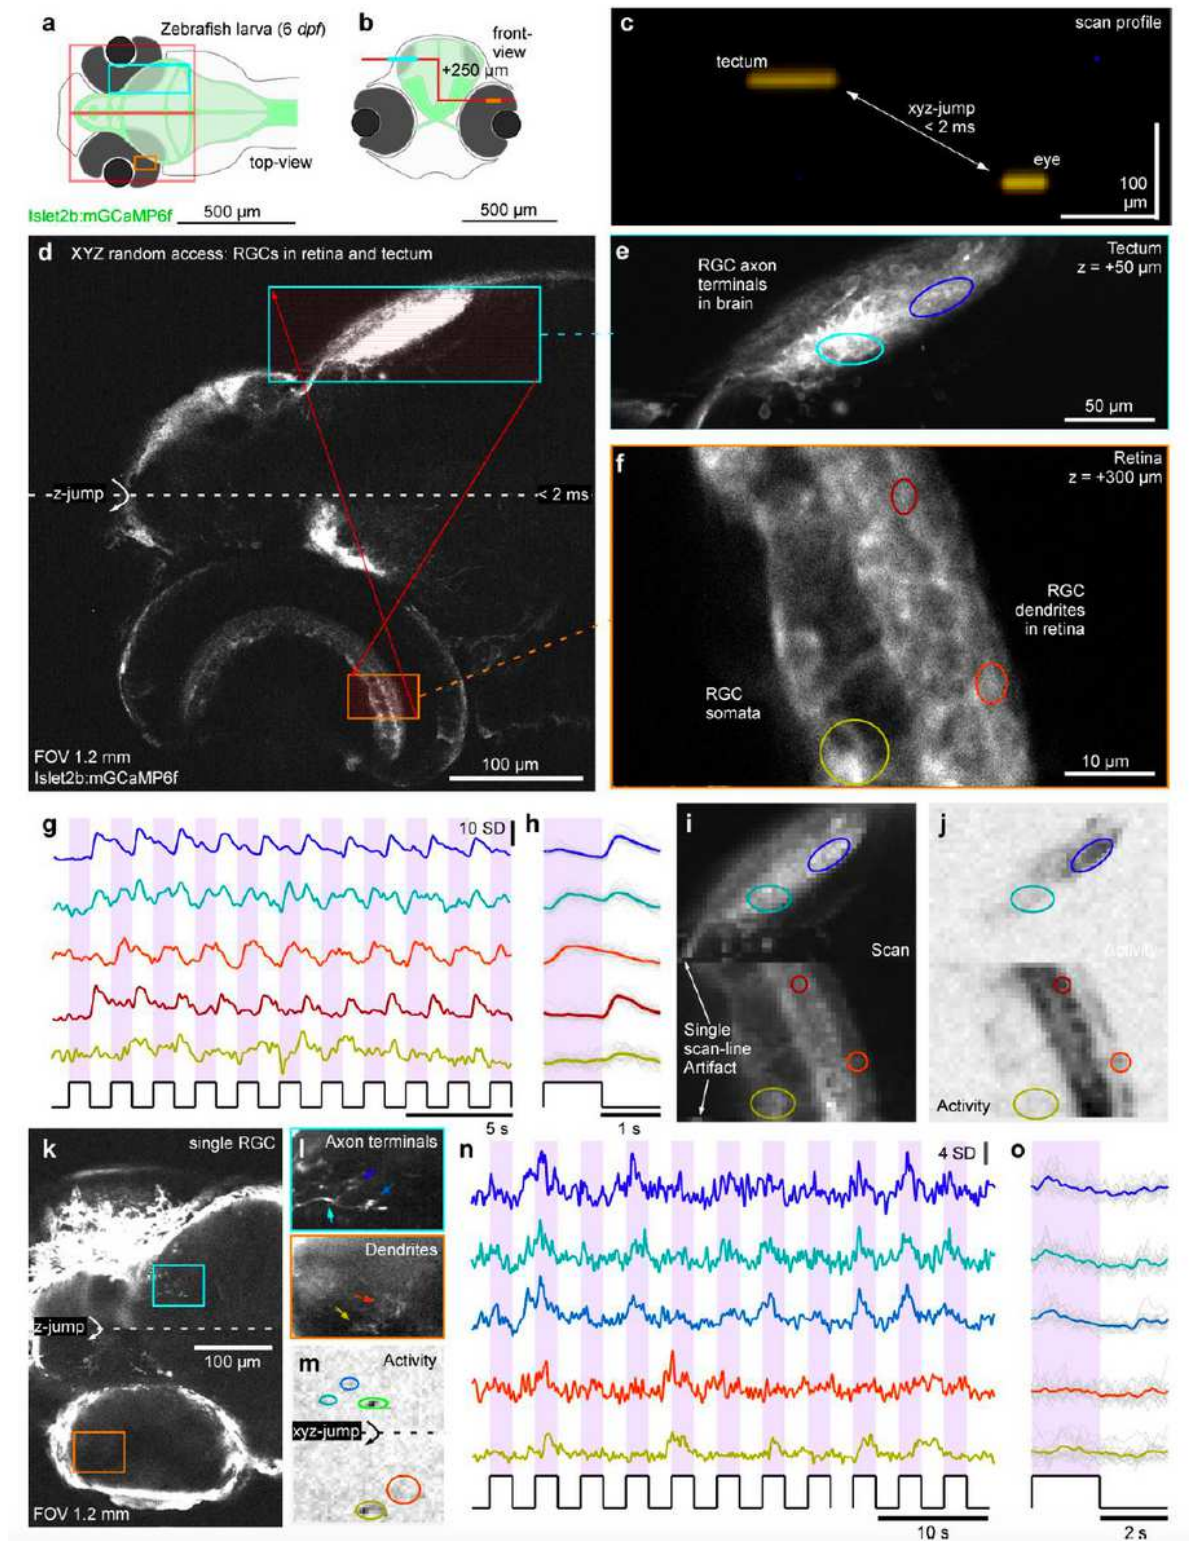 a
Zebrafish larva (6 dpf)
top-view
Islet2b:mGCaMP6f
500 µm
b
front-
view
+250 µm
500 µm
c
scan profile
tectum
xyz-jump
< 2 ms
eye
100
µm
d XYZ random access: RGCs in retina and tectum
z-jump
< 2 ms
FOV 1.2 mm
Islet2b:mGCaMP6f
100 µm
e
Tectum
z = +50 µm
RGC axon
terminals
in brain
50 µm
f
Retina
z = +300 µm
RGC
dendrites
in retina
RGC
somata
10 µm
g
10 SD
5 s
h
1 s
i
Scan
Single
scan-line
Artifact
j
Activity
Activity
k
single RGC
z-jump
100 µm
FOV 1.2 mm
l Axon terminals
Dendrites
m Activity
xyz-jump
n
4 SD
10 s
o
2 s